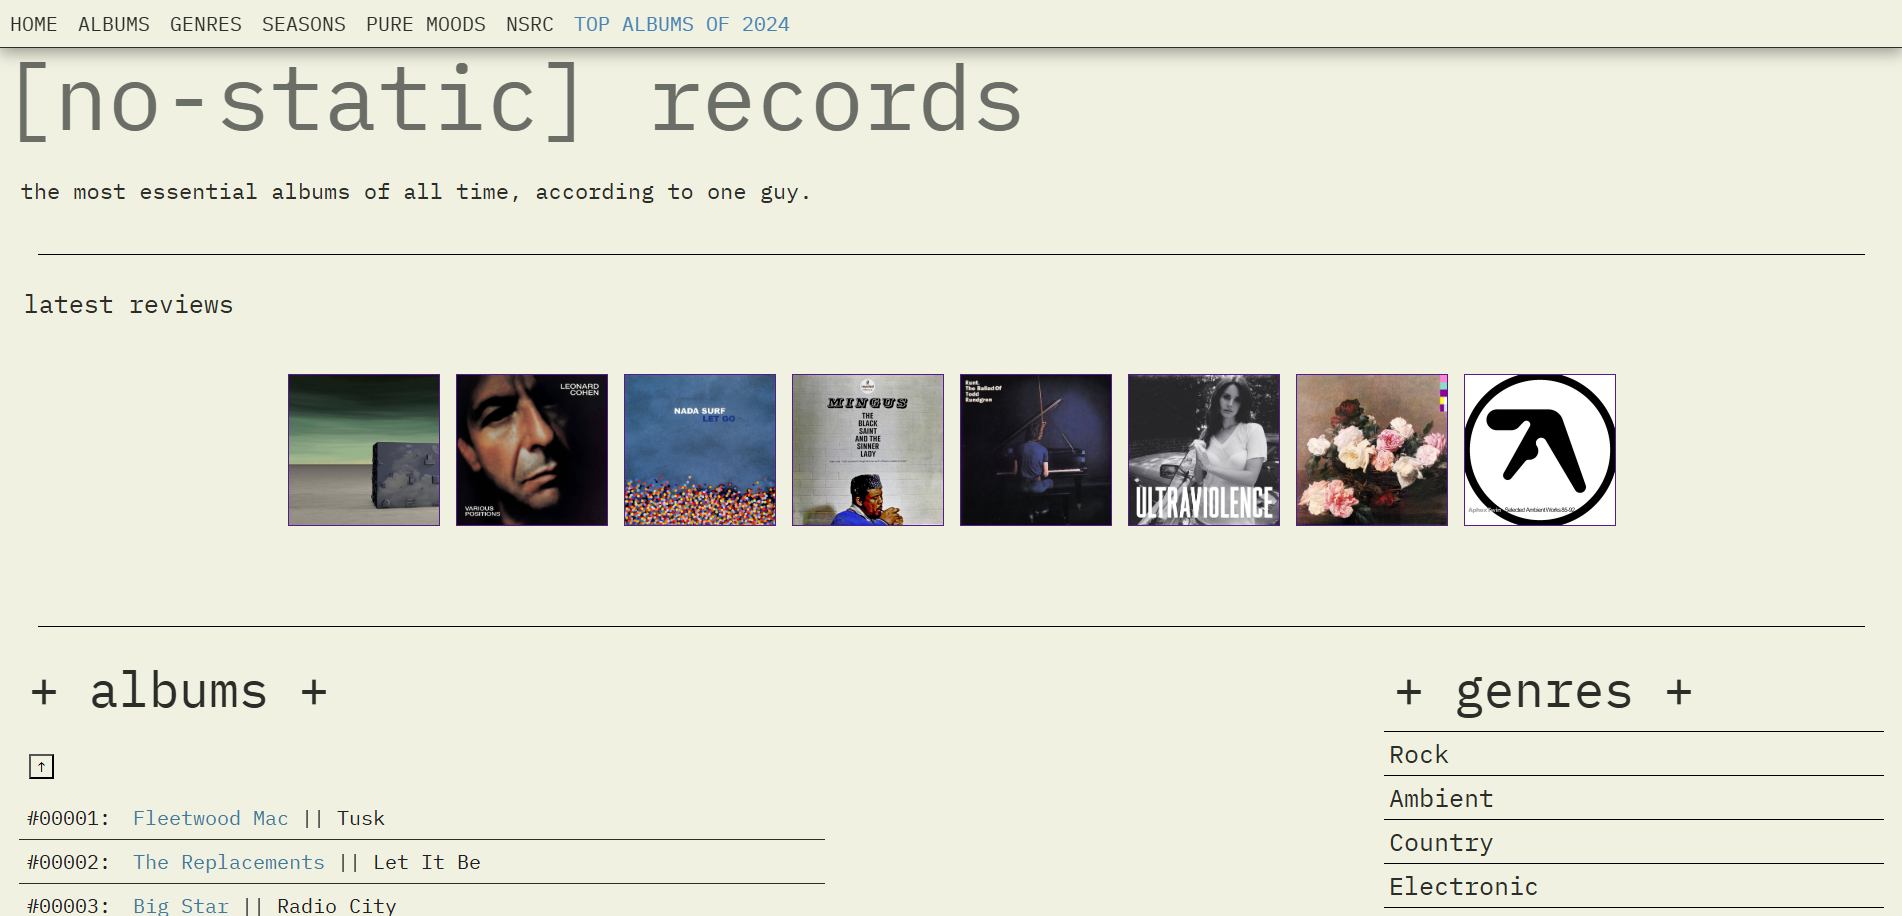 HOME ALBUMS GENRES SEASONS PURE MOODS NSRC TOP ALBUMS OF 2024
[no-static] records
the most essential albums of all time, according to one guy.
latest reviews
LEONARD
COHEN
VARIOUS
POSITIONS
NADA SURF
LET GO
MINGUS
THE
BLACK
SAINT
AND THE
SINNER
LADY
Runt.
The Ballad Of
Todd
Rundgren
ULTRAVIOLENCE
Aphex Twin Selected Ambient Works 85-92
+ albums +
↑
#00001: Fleetwood Mac || Tusk
#00002: The Replacements || Let It Be
#00003: Big Star || Radio City
+ genres +
Rock
Ambient
Country
Electronic